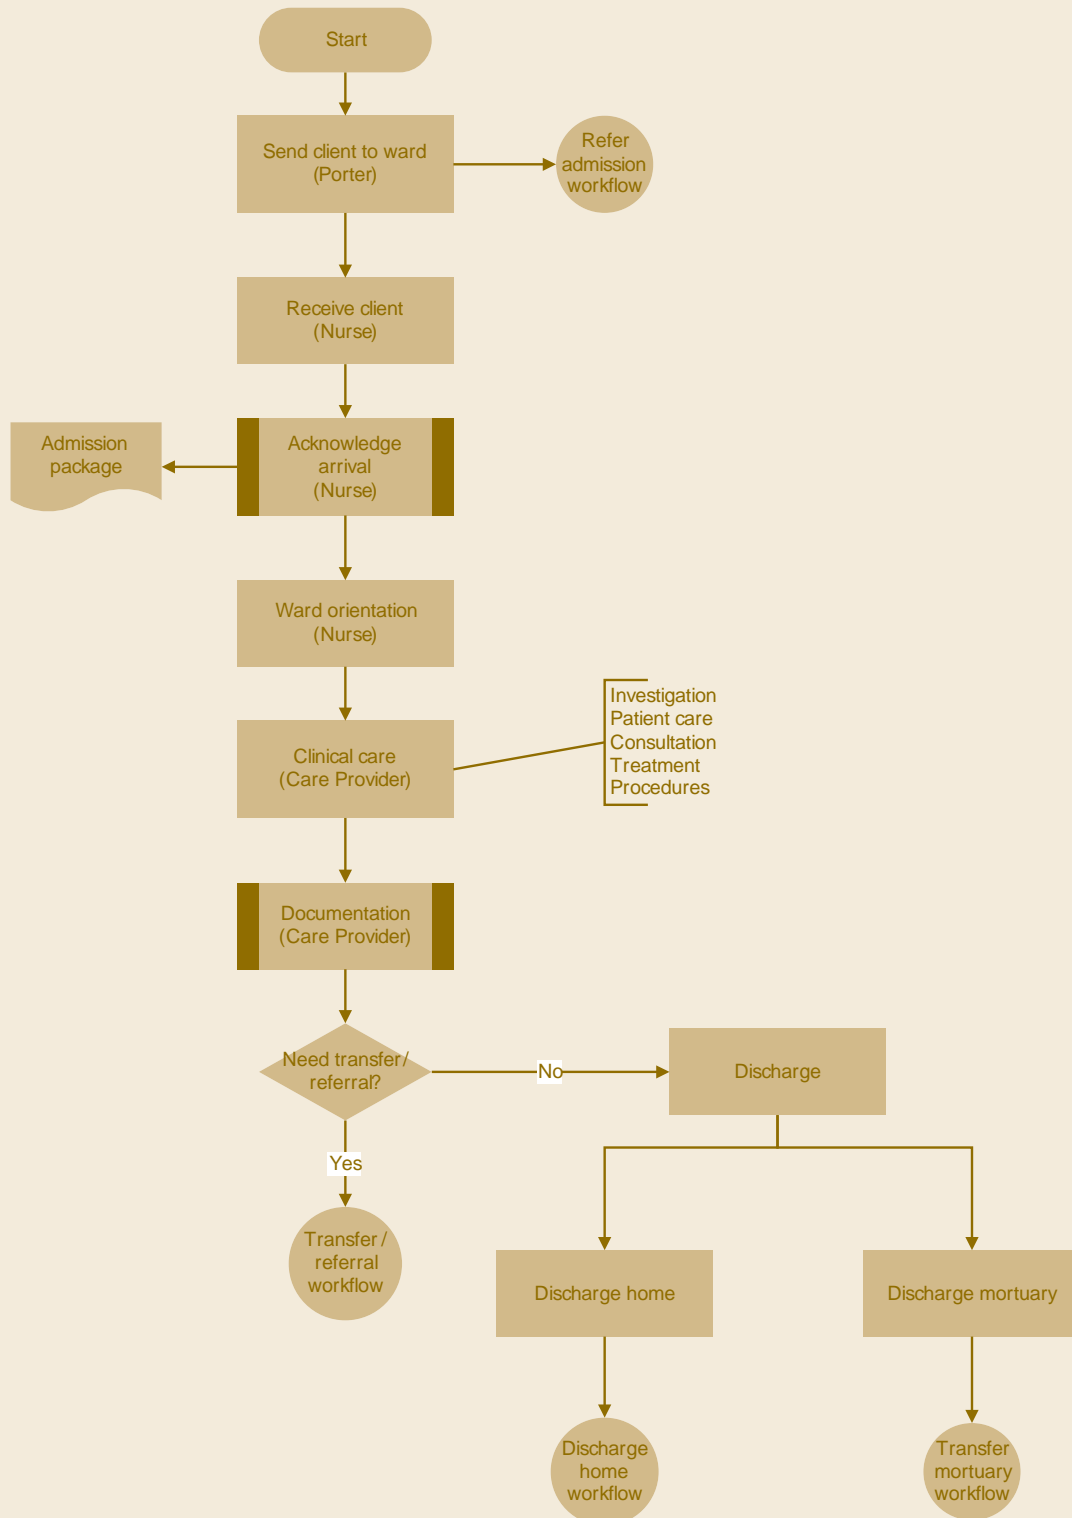 Start
Send client to ward
(Porter)
Refer
admission
workflow
Receive client
(Nurse)
Admission
package
Acknowledge
arrival
(Nurse)
Ward orientation
(Nurse)
Investigation
Patient care
Consultation
Treatment
Procedures
Clinical care
(Care Provider)
Documentation
(Care Provider)
Need transfer/
referral?
No
Discharge
Yes
Transfer/
referral
workflow
Discharge home
Discharge mortuary
Discharge
home
workflow
Transfer
mortuary
workflow